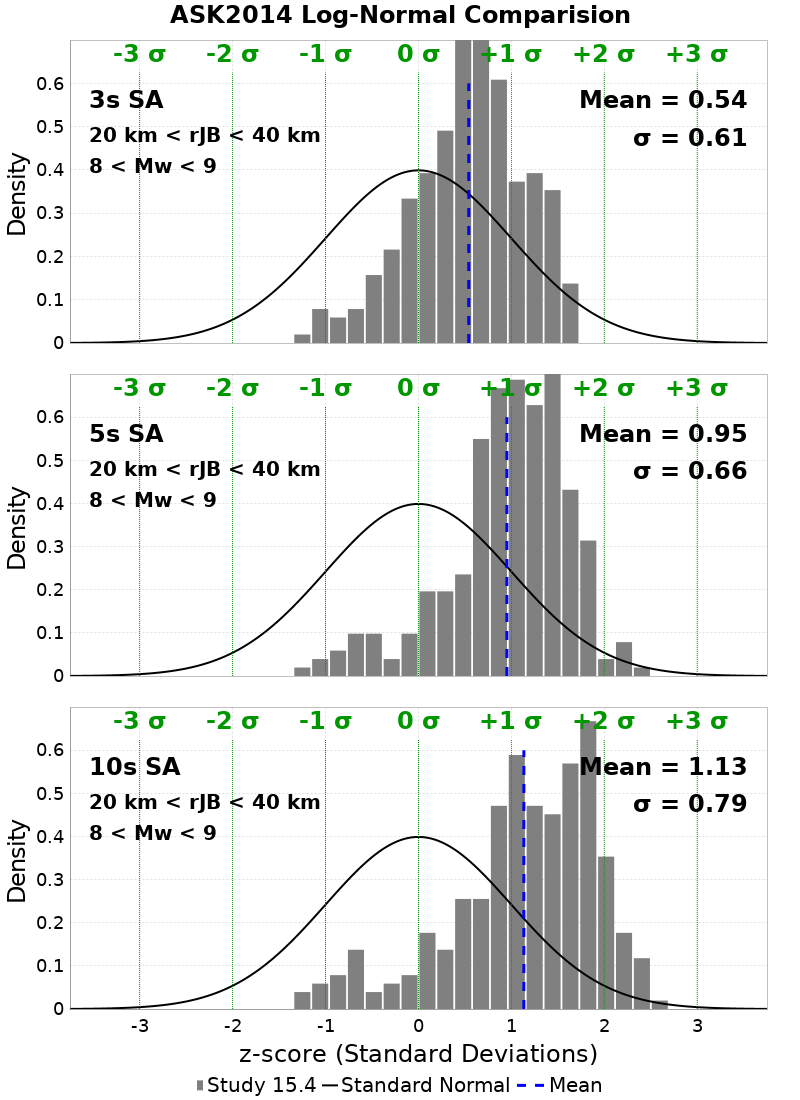 ASK2014 Log-Normal Comparision
-3 σ -2 σ -1 σ 0 σ +1 σ +2 σ +3 σ
3s SA
20 km < rJB < 40 km
8 < Mw < 9
Mean = 0.54
σ = 0.61
Density
0.6
0.5
0.4
0.3
0.2
0.1
0
-3 σ -2 σ -1 σ 0 σ +1 σ +2 σ +3 σ
5s SA
20 km < rJB < 40 km
8 < Mw < 9
Mean = 0.95
σ = 0.66
Density
0.6
0.5
0.4
0.3
0.2
0.1
0
-3 σ -2 σ -1 σ 0 σ +1 σ +2 σ +3 σ
10s SA
20 km < rJB < 40 km
8 < Mw < 9
Mean = 1.13
σ = 0.79
Density
0.6
0.5
0.4
0.3
0.2
0.1
0
-3 -2 -1 0 1 2 3
z-score (Standard Deviations)
Study 15.4 Standard Normal Mean